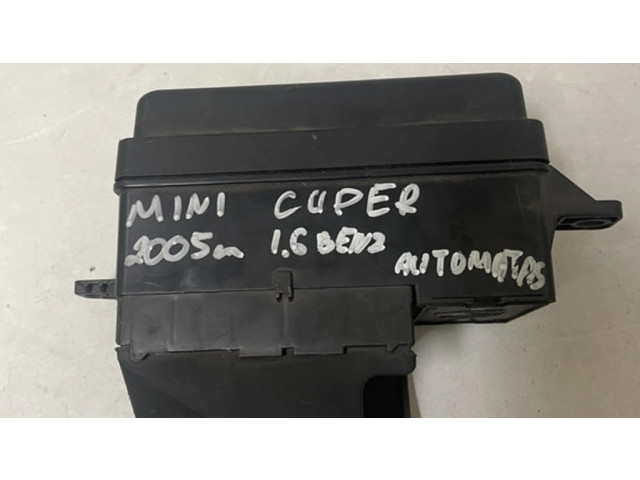 MINI CUPER
2005m 1.6 BENZ
AUTOMATAS